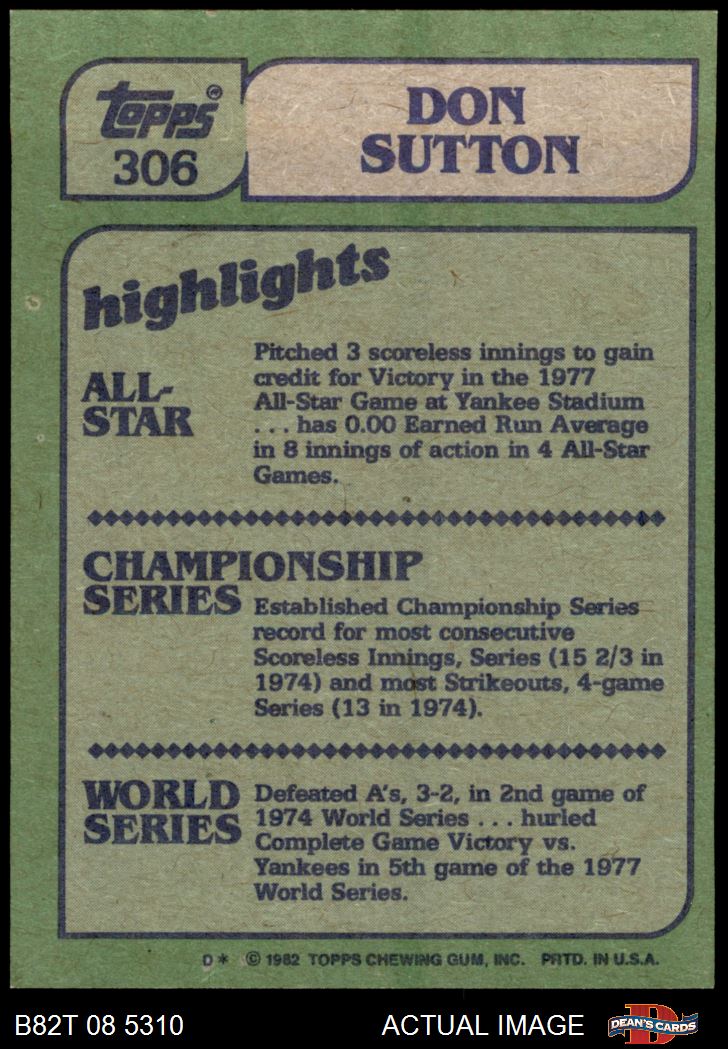 topps®
306
DON
SUTTON
highlights
ALL-
STAR
Pitched 3 scoreless innings to gain
credit for Victory in the 1977
All-Star Game at Yankee Stadium
. . . has 0.00 Earned Run Average
in 8 innings of action in 4 All-Star
Games.
CHAMPIONSHIP
SERIES
Established Championship Series
record for most consecutive
Scoreless Innings, Series (15 2/3 in
1974) and most Strikeouts, 4-game
Series (13 in 1974).
WORLD
SERIES
Defeated A's, 3-2, in 2nd game of
1974 World Series . . . hurled
Complete Game Victory vs.
Yankees in 5th game of the 1977
World Series.
D* © 1982 TOPPS CHEWING GUM, INC. PRTD. IN U.S.A.
B82T 08 5310
ACTUAL IMAGE
DEAN'S CARDS